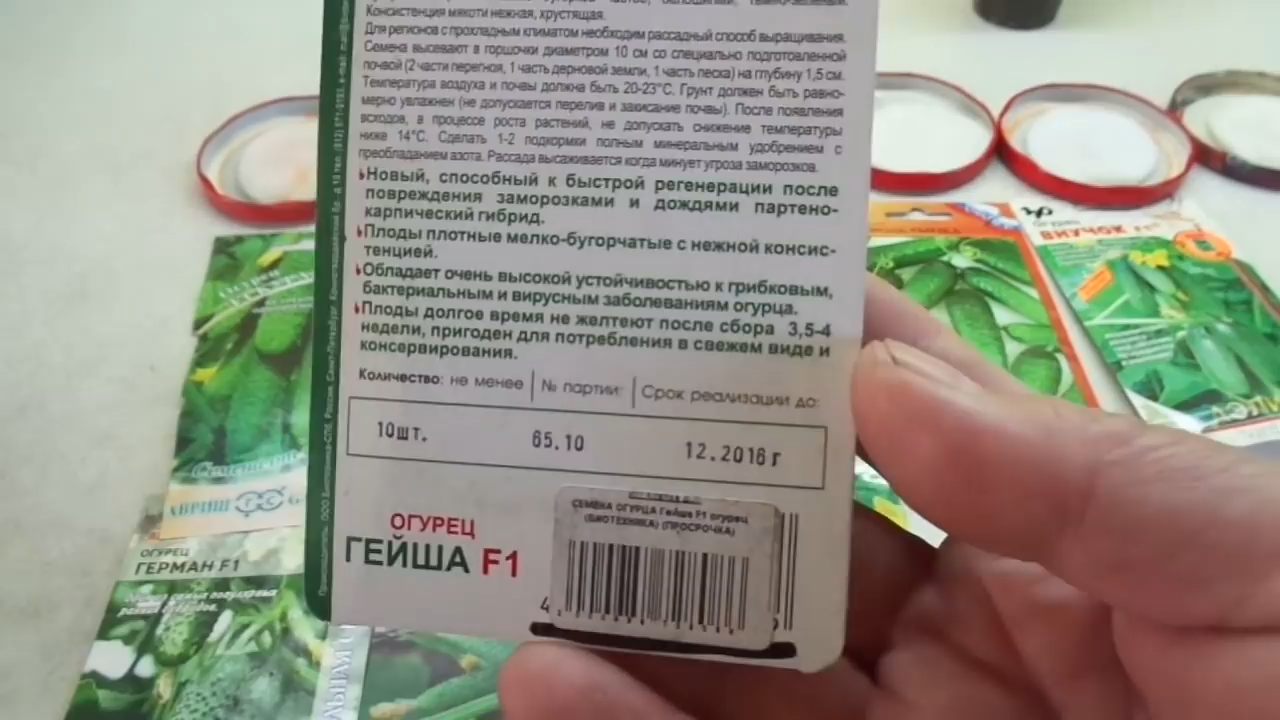 Консистенция мякоти нежная, хрустящая.
Для регионов с прохладным климатом необходим рассадный способ выращивания.
Семена высевают в горшочки диаметром 10 см со специально подготовленной
почвой (2 части перегноя, 1 часть дерновой земли, 1 часть песка) на глубину 1,5 см.
Температура воздуха и почвы должна быть 20-23°С. Грунт должен быть равно-
мерно увлажнен (не допускается перелив и закисание почвы). После появления
всходов, в процессе роста растений, не допускать снижение температуры
ниже 14°С. Сделать 1-2 подкормки полным минеральным удобрением с
преобладанием азота. Рассада высаживается когда минует угроза заморозков.
Новый, способный к быстрой регенерации после
повреждения заморозками и дождями партено-
карпический гибрид.
Плоды плотные мелко-бугорчатые с нежной консис-
тенцией.
Обладает очень высокой устойчивостью к грибковым,
бактериальным и вирусным заболеваниям огурца.
Плоды долгое время не желтеют после сбора 3,5-4
недели, пригоден для потребления в свежем виде и
консервирования.
Количество: не менее № партии: Срок реализации до:
10шт. 65.10 12.2016г
ОГУРЕЦ
ГЕЙША F1
СЕМЕНА ОГУРЦА Гейша F1 огурец
(БИОТЕХНИКА) (ПРОСРОЧКА)
ОГУРЕЦ
ГЕРМАН F1
ВНУЧОК F1